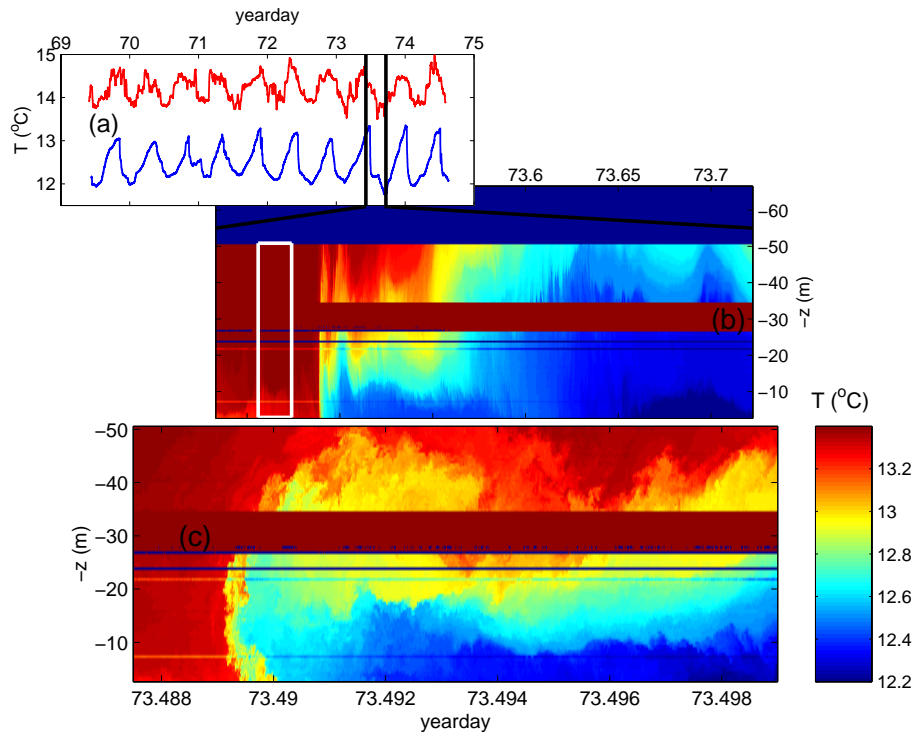 yearday
69 70 71 72 73 74 75
15
14
13
12
T (°C)
(a)
73.6 73.65 73.7
−60
−50
−40
−30
−20
−10
−z (m)
(b)
T (°C)
−50
−40
−30
−20
−10
−z (m)
(c)
13.2
13
12.8
12.6
12.4
12.2
73.488 73.49 73.492 73.494 73.496 73.498
yearday